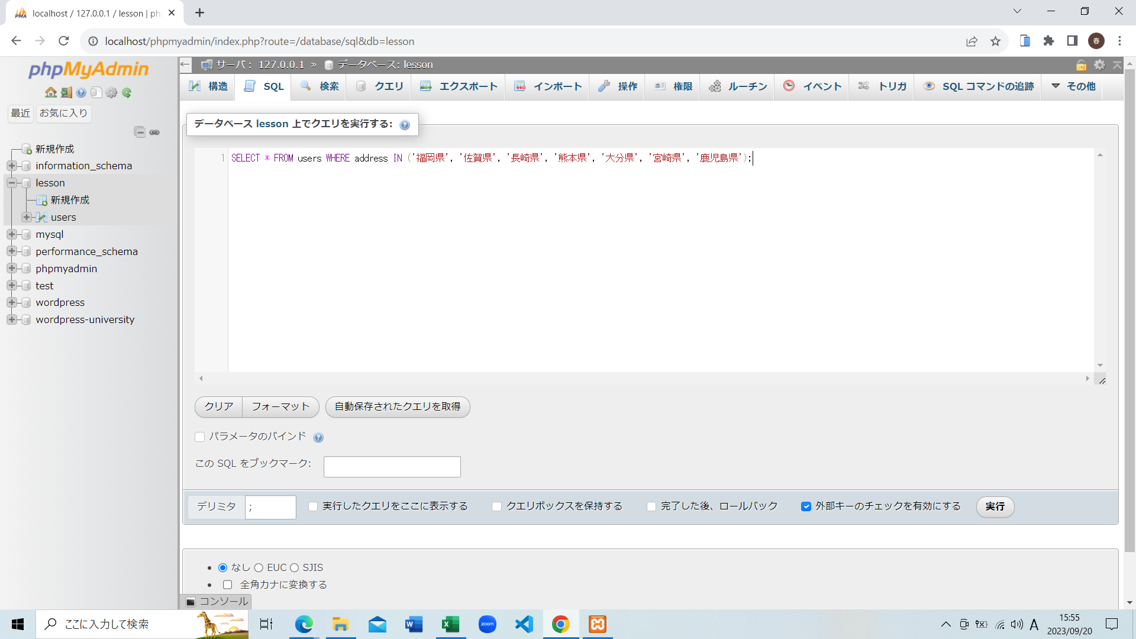 localhost / 127.0.0.1 / lesson | ph
localhost/phpmyadmin/index.php?route=/database/sql&db=lesson
春
phpMyAdmin
最近 お気に入り
新規作成
information_schema
lesson
新規作成
users
mysql
performance_schema
phpmyadmin
test
wordpress
wordpress-university
サーバ: 127.0.0.1 » データベース: lesson
構造 SQL 検索 クエリ エクスポート インポート 操作 権限 ルーチン イベント トリガ SQL コマンドの追跡 その他
データベース lesson 上でクエリを実行する:
1 SELECT * FROM users WHERE address IN ('福岡県', '佐賀県', '長崎県', '熊本県', '大分県', '宮崎県', '鹿児島県');
クリア フォーマット 自動保存されたクエリを取得
パラメータのバインド
この SQL をブックマーク:
デリミタ ; 実行したクエリをここに表示する クエリボックスを保持する 完了した後、ロールバック 外部キーのチェックを有効にする 実行
なし EUC SJIS
全角カナに変換する
コンソール
ここに入力して検索
zoom
A
15:55
2023/09/20